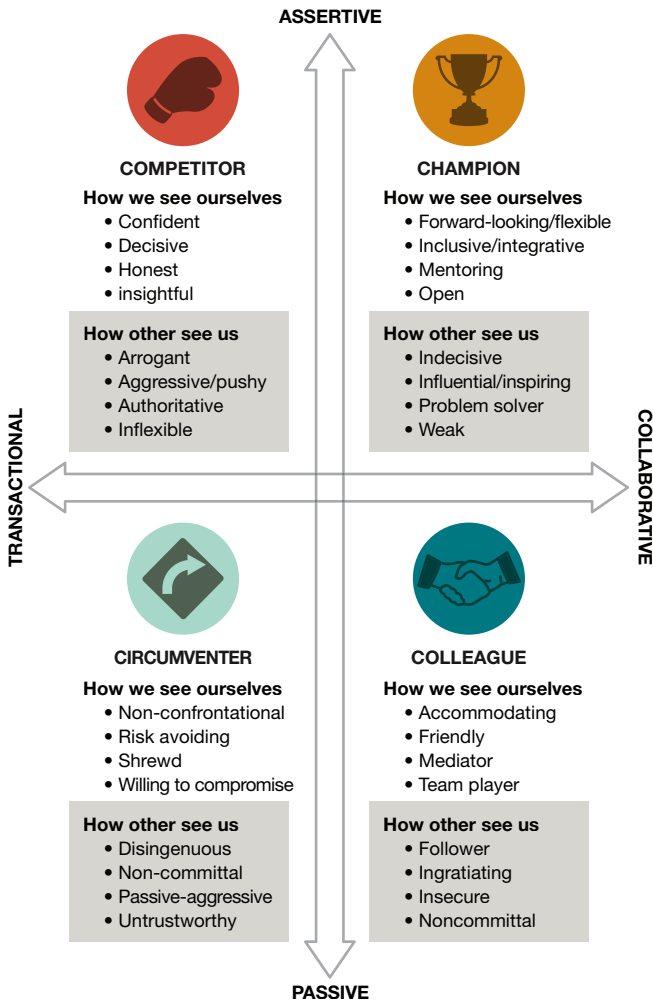 ASSERTIVE
COMPETITOR
How we see ourselves
• Confident
• Decisive
• Honest
• insightful
How other see us
• Arrogant
• Aggressive/pushy
• Authoritative
• Inflexible
CHAMPION
How we see ourselves
• Forward-looking/flexible
• Inclusive/integrative
• Mentoring
• Open
How other see us
• Indecisive
• Influential/inspiring
• Problem solver
• Weak
TRANSACTIONAL
COLLABORATIVE
CIRCUMVENTER
How we see ourselves
• Non-confrontational
• Risk avoiding
• Shrewd
• Willing to compromise
How other see us
• Disingenuous
• Non-committal
• Passive-aggressive
• Untrustworthy
COLLEAGUE
How we see ourselves
• Accommodating
• Friendly
• Mediator
• Team player
How other see us
• Follower
• Ingratiating
• Insecure
• Noncommittal
PASSIVE